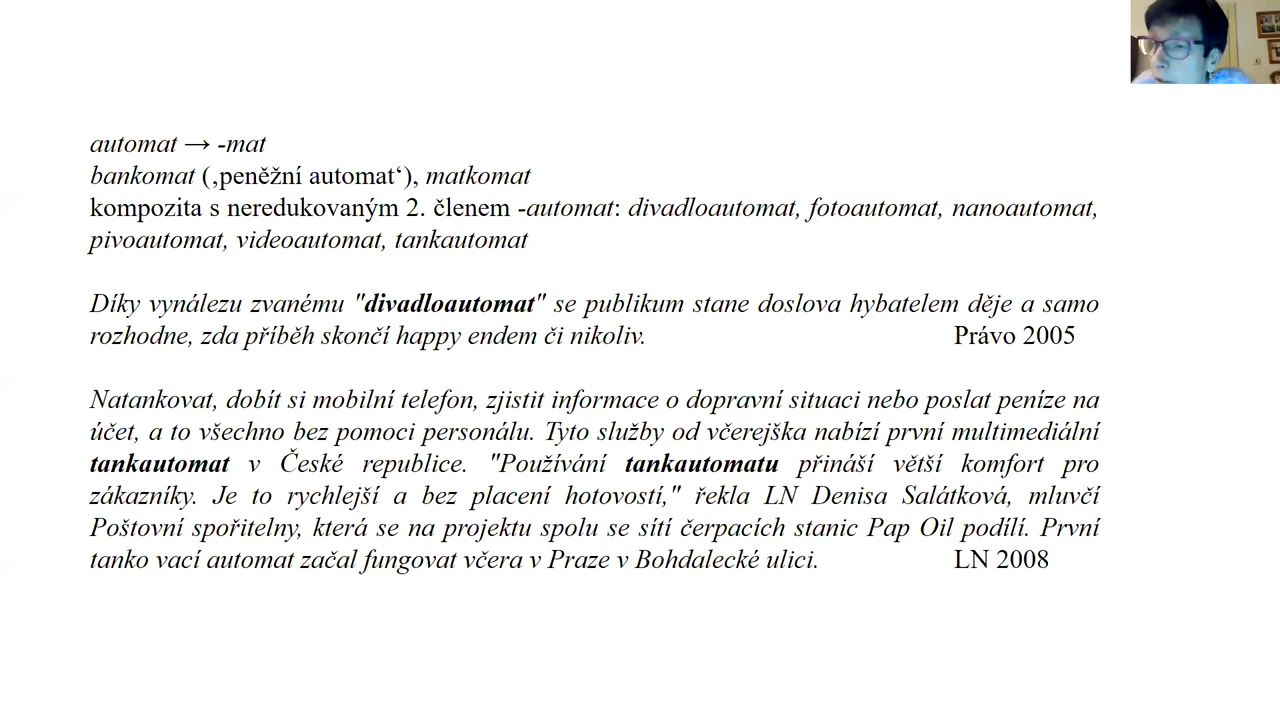 automat → -mat
bankomat (‚peněžní automat‘), matkomat
kompozita s neredukovaným 2. členem -automat: divadloautomat, fotoautomat, nanoautomat,
pivoautomat, videoautomat, tankautomat
Díky vynálezu zvanému "divadloautomat" se publikum stane doslova hybatelem děje a samo
rozhodne, zda příběh skončí happy endem či nikoliv. Právo 2005
Natankovat, dobít si mobilní telefon, zjistit informace o dopravní situaci nebo poslat peníze na
účet, a to všechno bez pomoci personálu. Tyto služby od včerejška nabízí první multimediální
tankautomat v České republice. "Používání tankautomatu přináší větší komfort pro
zákazníky. Je to rychlejší a bez placení hotovostí," řekla LN Denisa Salátková, mluvčí
Poštovní spořitelny, která se na projektu spolu se sítí čerpacích stanic Pap Oil podílí. První
tanko vací automat začal fungovat včera v Praze v Bohdalecké ulici. LN 2008